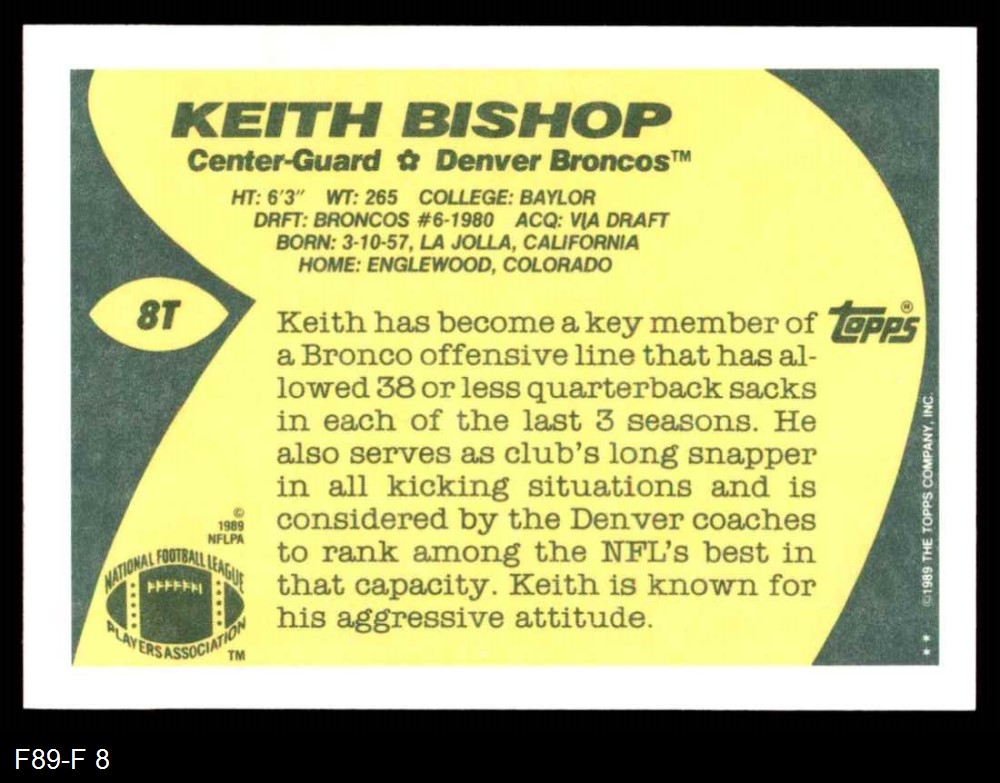 KEITH BISHOP
Center-Guard ✿ Denver Broncos™
HT: 6'3" WT: 265 COLLEGE: BAYLOR
DRFT: BRONCOS #6-1980 ACQ: VIA DRAFT
BORN: 3-10-57, LA JOLLA, CALIFORNIA
HOME: ENGLEWOOD, COLORADO
8T
Keith has become a key member of
a Bronco offensive line that has al-
lowed 38 or less quarterback sacks
in each of the last 3 seasons. He
also serves as club's long snapper
in all kicking situations and is
considered by the Denver coaches
to rank among the NFL's best in
that capacity. Keith is known for
his aggressive attitude.
topps®
©1989 THE TOPPS COMPANY, INC.
* *
©
1989
NFLPA
NATIONAL FOOTBALL LEAGUE
PLAYERS ASSOCIATION
TM
F89-F 8